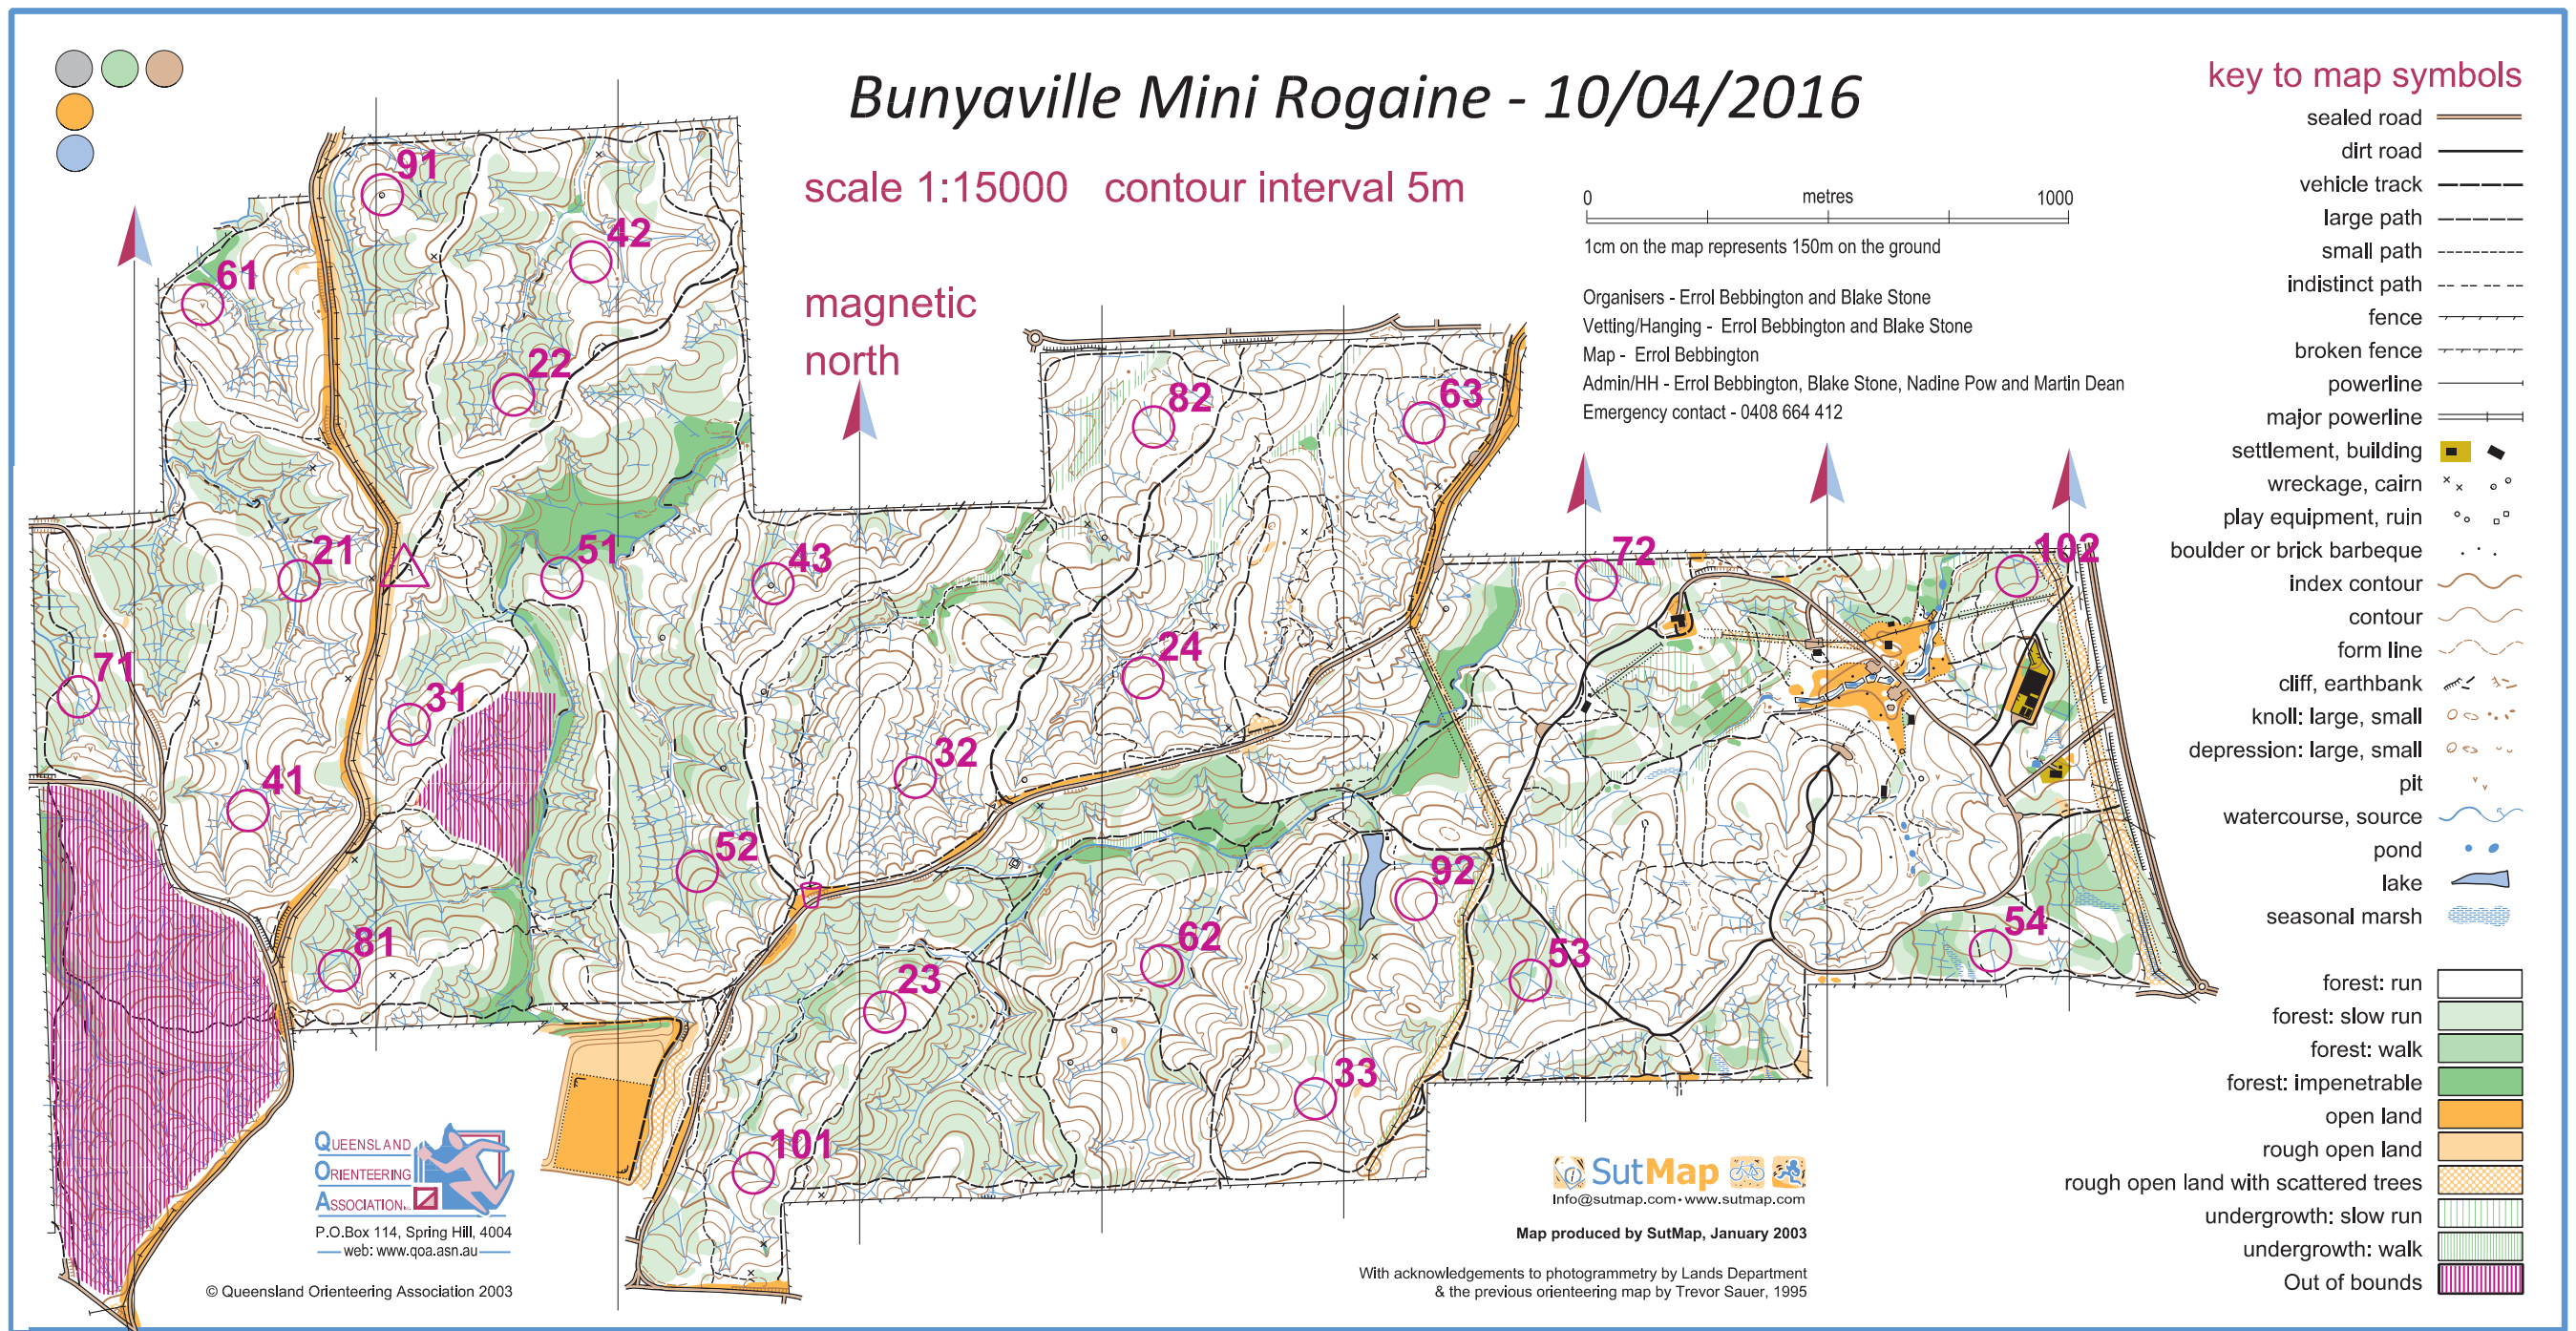 Bunyaville Mini Rogaine - 10/04/2016
scale 1:15000 contour interval 5m
magnetic
north
0 metres 1000
1cm on the map represents 150m on the ground
Organisers - Errol Bebbington and Blake Stone
Vetting/Hanging - Errol Bebbington and Blake Stone
Map - Errol Bebbington
Admin/HH - Errol Bebbington, Blake Stone, Nadine Pow and Martin Dean
Emergency contact - 0408 664 412
key to map symbols
sealed road
dirt road
vehicle track
large path
small path
indistinct path
fence
broken fence
powerline
major powerline
settlement, building
wreckage, cairn
play equipment, ruin
boulder or brick barbeque
index contour
contour
form line
cliff, earthbank
knoll: large, small
depression: large, small
pit
watercourse, source
pond
lake
seasonal marsh
forest: run
forest: slow run
forest: walk
forest: impenetrable
open land
rough open land
rough open land with scattered trees
undergrowth: slow run
undergrowth: walk
Out of bounds
91
42
61
22
82
63
21
51
43
72
102
71
31
24
41
32
52
92
81
23
62
53
54
33
101
QUEENSLAND
ORIENTEERING
ASSOCIATION
P.O.Box 114, Spring Hill, 4004
web: www.qoa.asn.au
© Queensland Orienteering Association 2003
SutMap
Info@sutmap.com • www.sutmap.com
Map produced by SutMap, January 2003
With acknowledgements to photogrammetry by Lands Department
& the previous orienteering map by Trevor Sauer, 1995